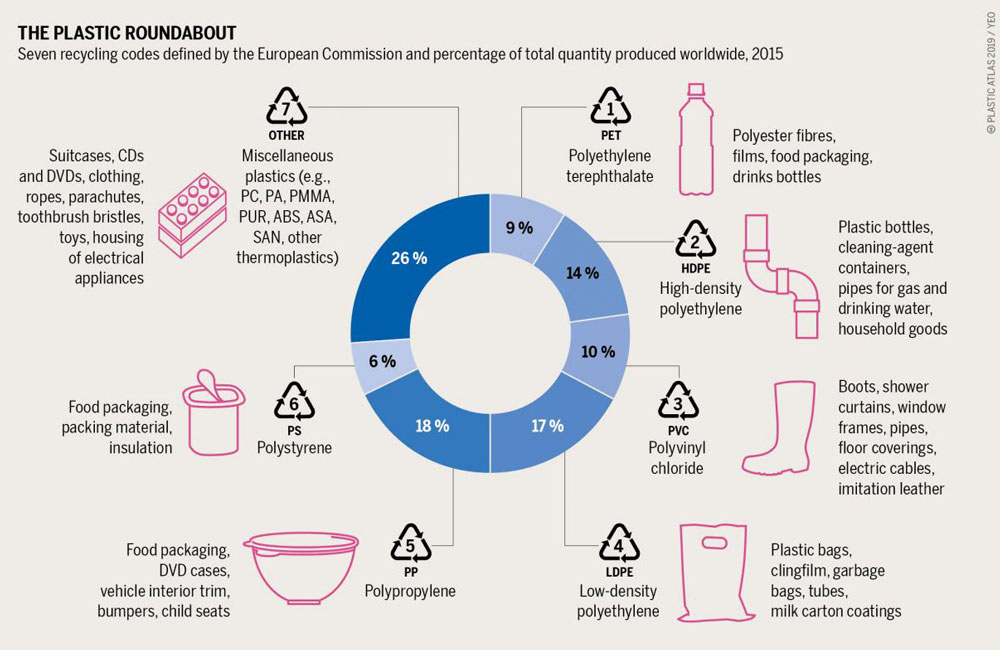 THE PLASTIC ROUNDABOUT
Seven recycling codes defined by the European Commission and percentage of total quantity produced worldwide, 2015
© PLASTIC ATLAS 2019 / YEO
1
PET
Polyethylene
terephthalate
Polyester fibres,
films, food packaging,
drinks bottles
9 %
2
HDPE
High-density
polyethylene
Plastic bottles,
cleaning-agent
containers,
pipes for gas and
drinking water,
household goods
14 %
3
PVC
Polyvinyl
chloride
Boots, shower
curtains, window
frames, pipes,
floor coverings,
electric cables,
imitation leather
10 %
4
LDPE
Low-density
polyethylene
Plastic bags,
clingfilm, garbage
bags, tubes,
milk carton coatings
17 %
5
PP
Polypropylene
Food packaging,
DVD cases,
vehicle interior trim,
bumpers, child seats
18 %
6
PS
Polystyrene
Food packaging,
packing material,
insulation
6 %
7
OTHER
Miscellaneous
plastics (e.g.,
PC, PA, PMMA,
PUR, ABS, ASA,
SAN, other
thermoplastics)
Suitcases, CDs
and DVDs, clothing,
ropes, parachutes,
toothbrush bristles,
toys, housing
of electrical
appliances
26 %